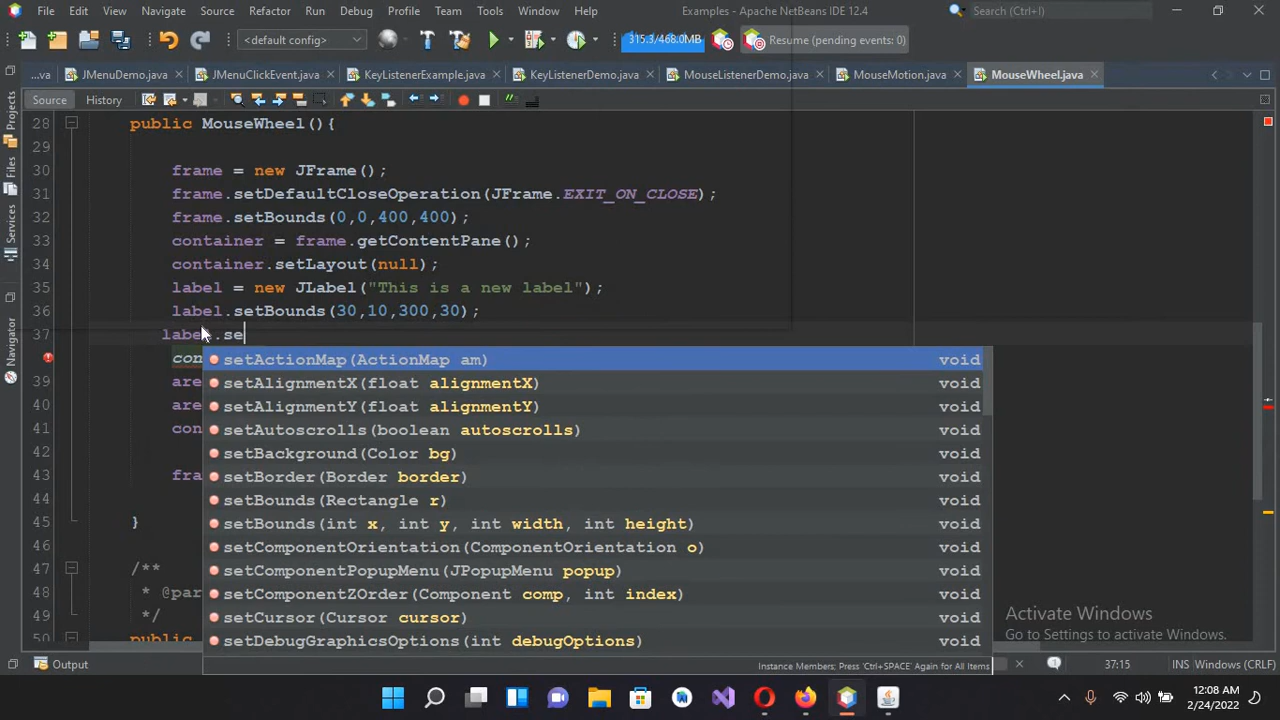 File Edit View Navigate Source Refactor Run Debug Profile Team Tools Window Help Examples - Apache NetBeans IDE 12.4 Search (Ctrl+I)
<default config> 315.3/468.0MB Resume (pending events: 0)
...va JMenuDemo.java JMenuClickEvent.java KeyListenerExample.java KeyListenerDemo.java MouseListenerDemo.java MouseMotion.java MouseWheel.java
Source History
Projects
Files
Services
Navigator
28 public MouseWheel(){
29
30 frame = new JFrame();
31 frame.setDefaultCloseOperation(JFrame.EXIT_ON_CLOSE);
32 frame.setBounds(0,0,400,400);
33 container = frame.getContentPane();
34 container.setLayout(null);
35 label = new JLabel("This is a new label");
36 label.setBounds(30,10,300,30);
37 label.se
con
39 are
40 are
41 con
42
43 fra
44
45 }
46
47 /**
48 * @par
49 */
50 public
setActionMap(ActionMap am) void
setAlignmentX(float alignmentX) void
setAlignmentY(float alignmentY) void
setAutoscrolls(boolean autoscrolls) void
setBackground(Color bg) void
setBorder(Border border) void
setBounds(Rectangle r) void
setBounds(int x, int y, int width, int height) void
setComponentOrientation(ComponentOrientation o) void
setComponentPopupMenu(JPopupMenu popup) void
setComponentZOrder(Component comp, int index) void
setCursor(Cursor cursor) void
setDebugGraphicsOptions(int debugOptions) void
Instance Members; Press 'Ctrl+SPACE' Again for All Items
Activate Windows
Go to Settings to activate Windows.
Output 37:15 INS Windows (CRLF)
12:08 AM
2/24/2022